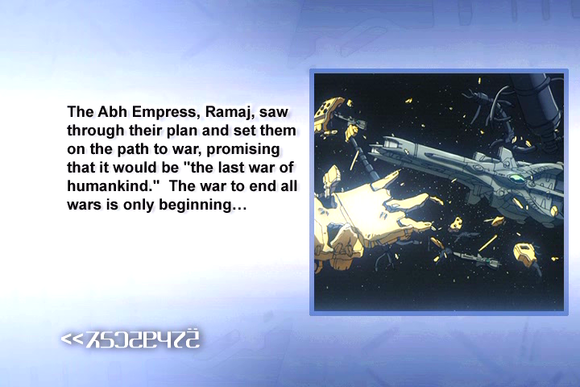 The Abh Empress, Ramaj, saw
through their plan and set them
on the path to war, promising
that it would be "the last war of
humankind."  The war to end all
wars is only beginning…
<<